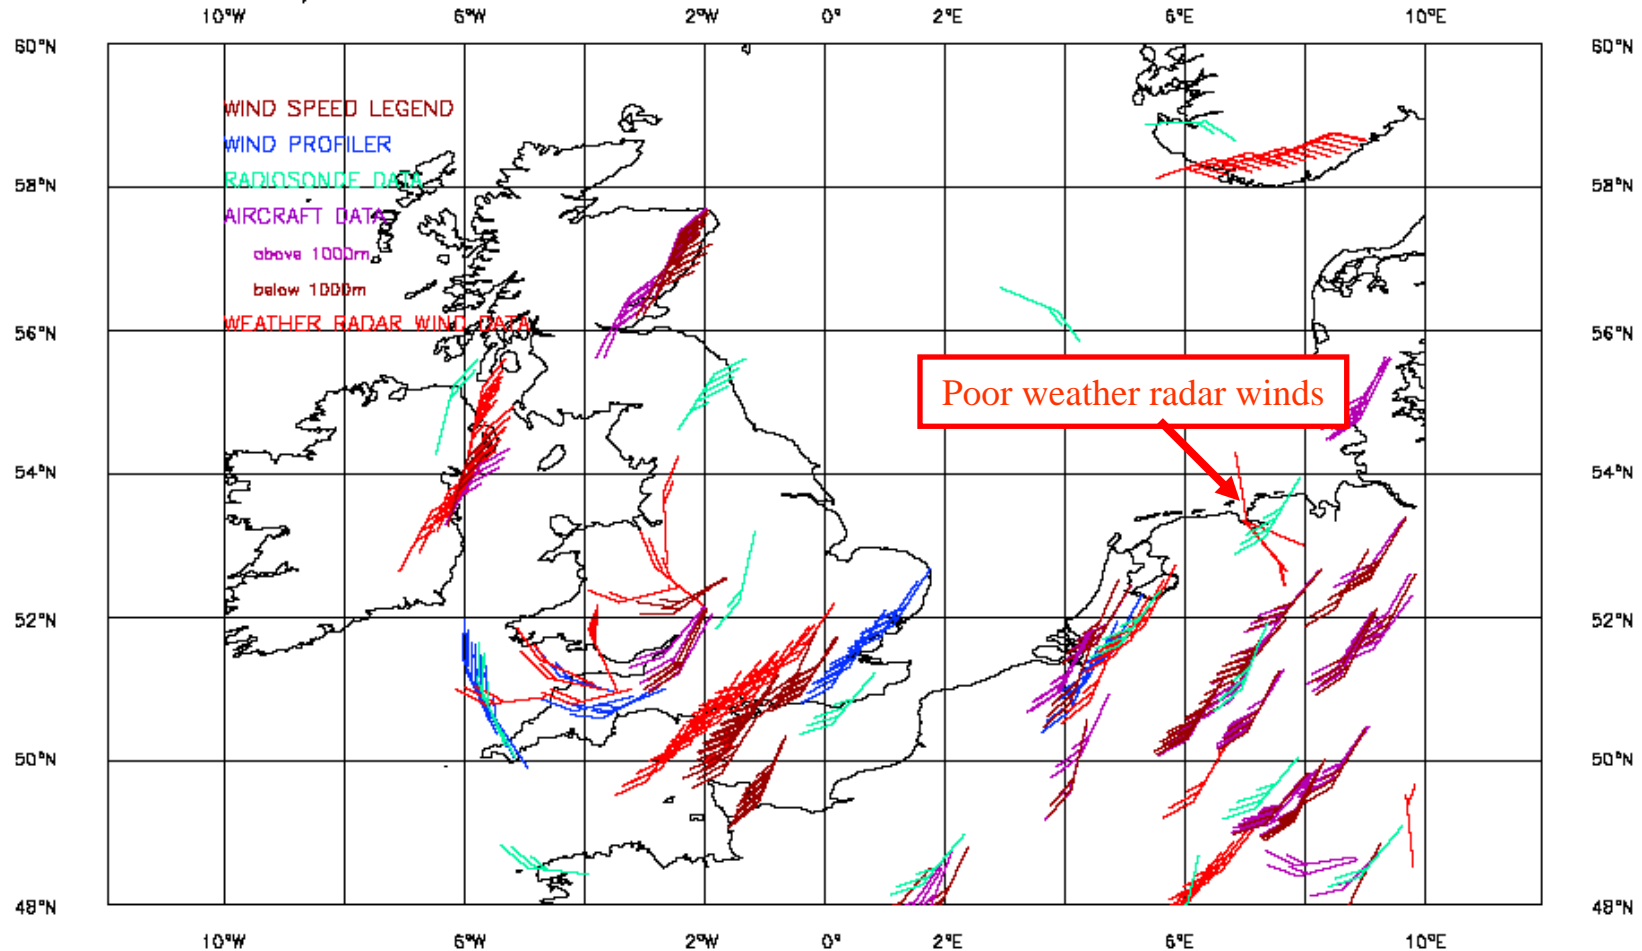 10°W 6°W 2°W 0° 2°E 6°E 10°E
60°N 60°N
WIND SPEED LEGEND
WIND PROFILER
RADIOSONDE DATA
58°N 58°N
AIRCRAFT DATA
above 1000m
below 1000m
WEATHER RADAR WIND DATA
56°N 56°N
Poor weather radar winds
54°N 54°N
52°N 52°N
50°N 50°N
48°N 48°N
10°W 6°W 2°W 0° 2°E 6°E 10°E